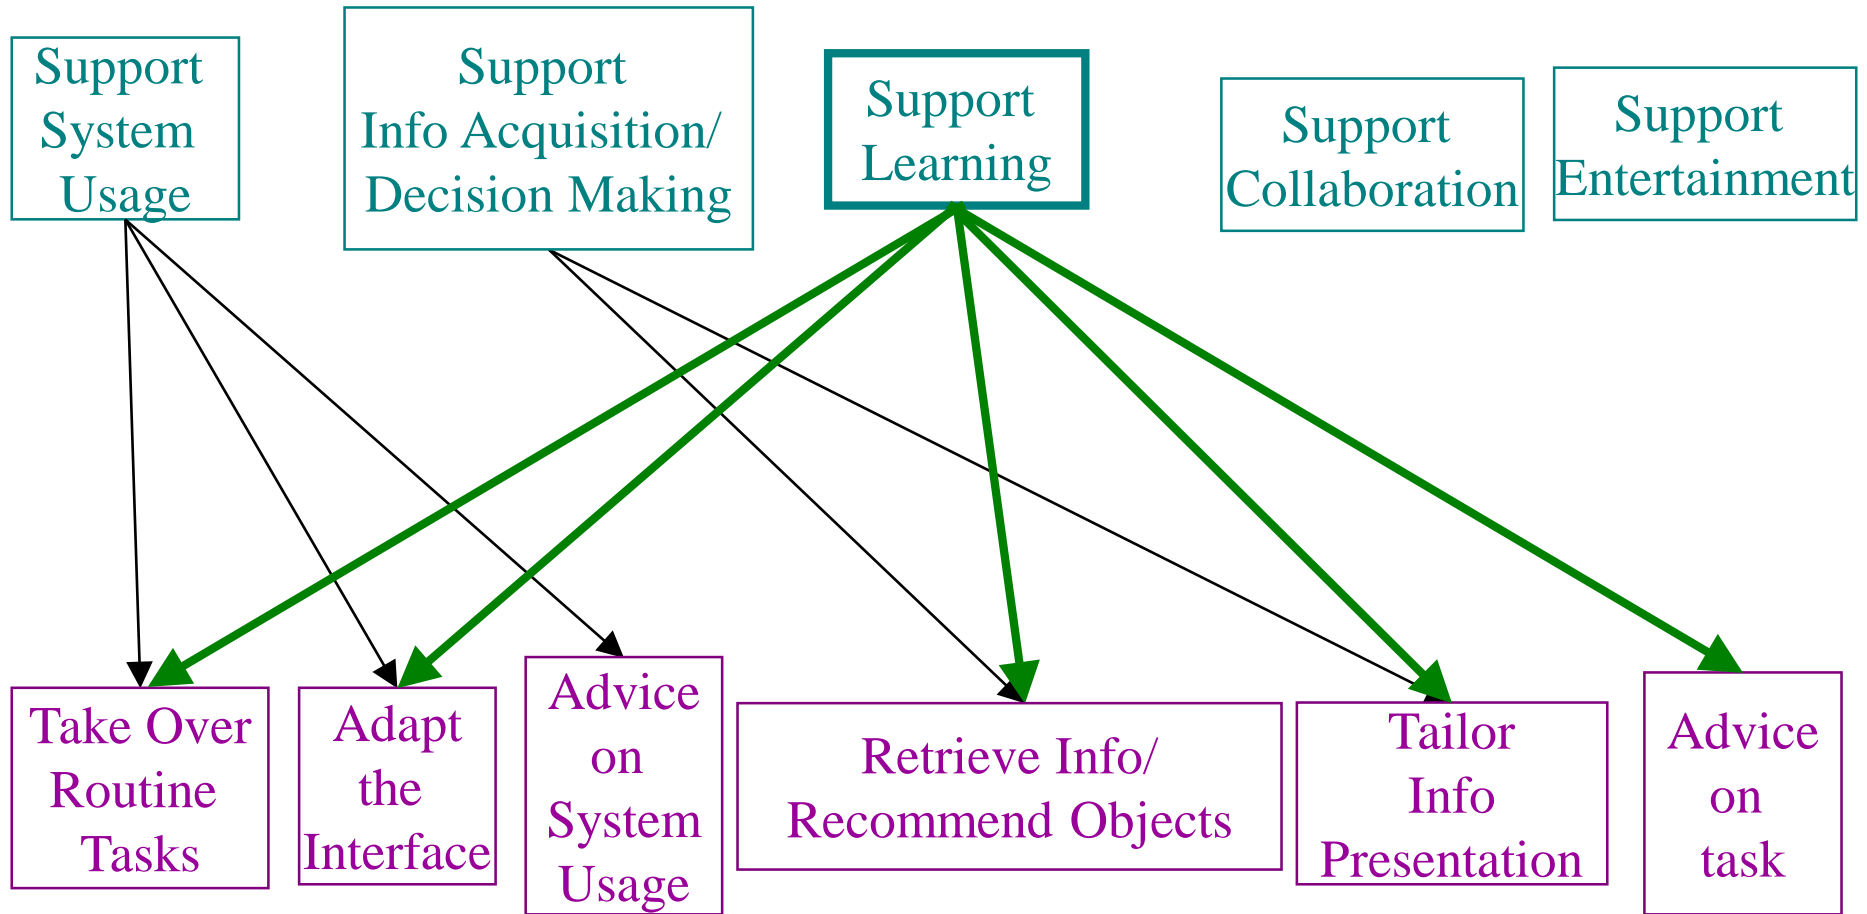 Support
System
Usage
Support
Info Acquisition/
Decision Making
Support
Learning
Support
Collaboration
Support
Entertainment
Take Over
Routine
Tasks
Adapt
the
Interface
Advice
on
System
Usage
Retrieve Info/
Recommend Objects
Tailor
Info
Presentation
Advice
on
task